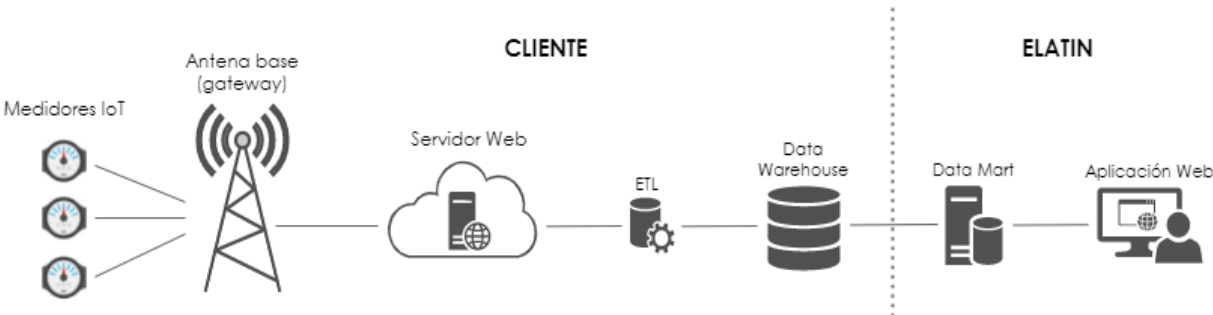 CLIENTE
ELATIN
Antena base
(gateway)
Medidores IoT
Servidor Web
ETL
Data
Warehouse
Data Mart
Aplicación Web